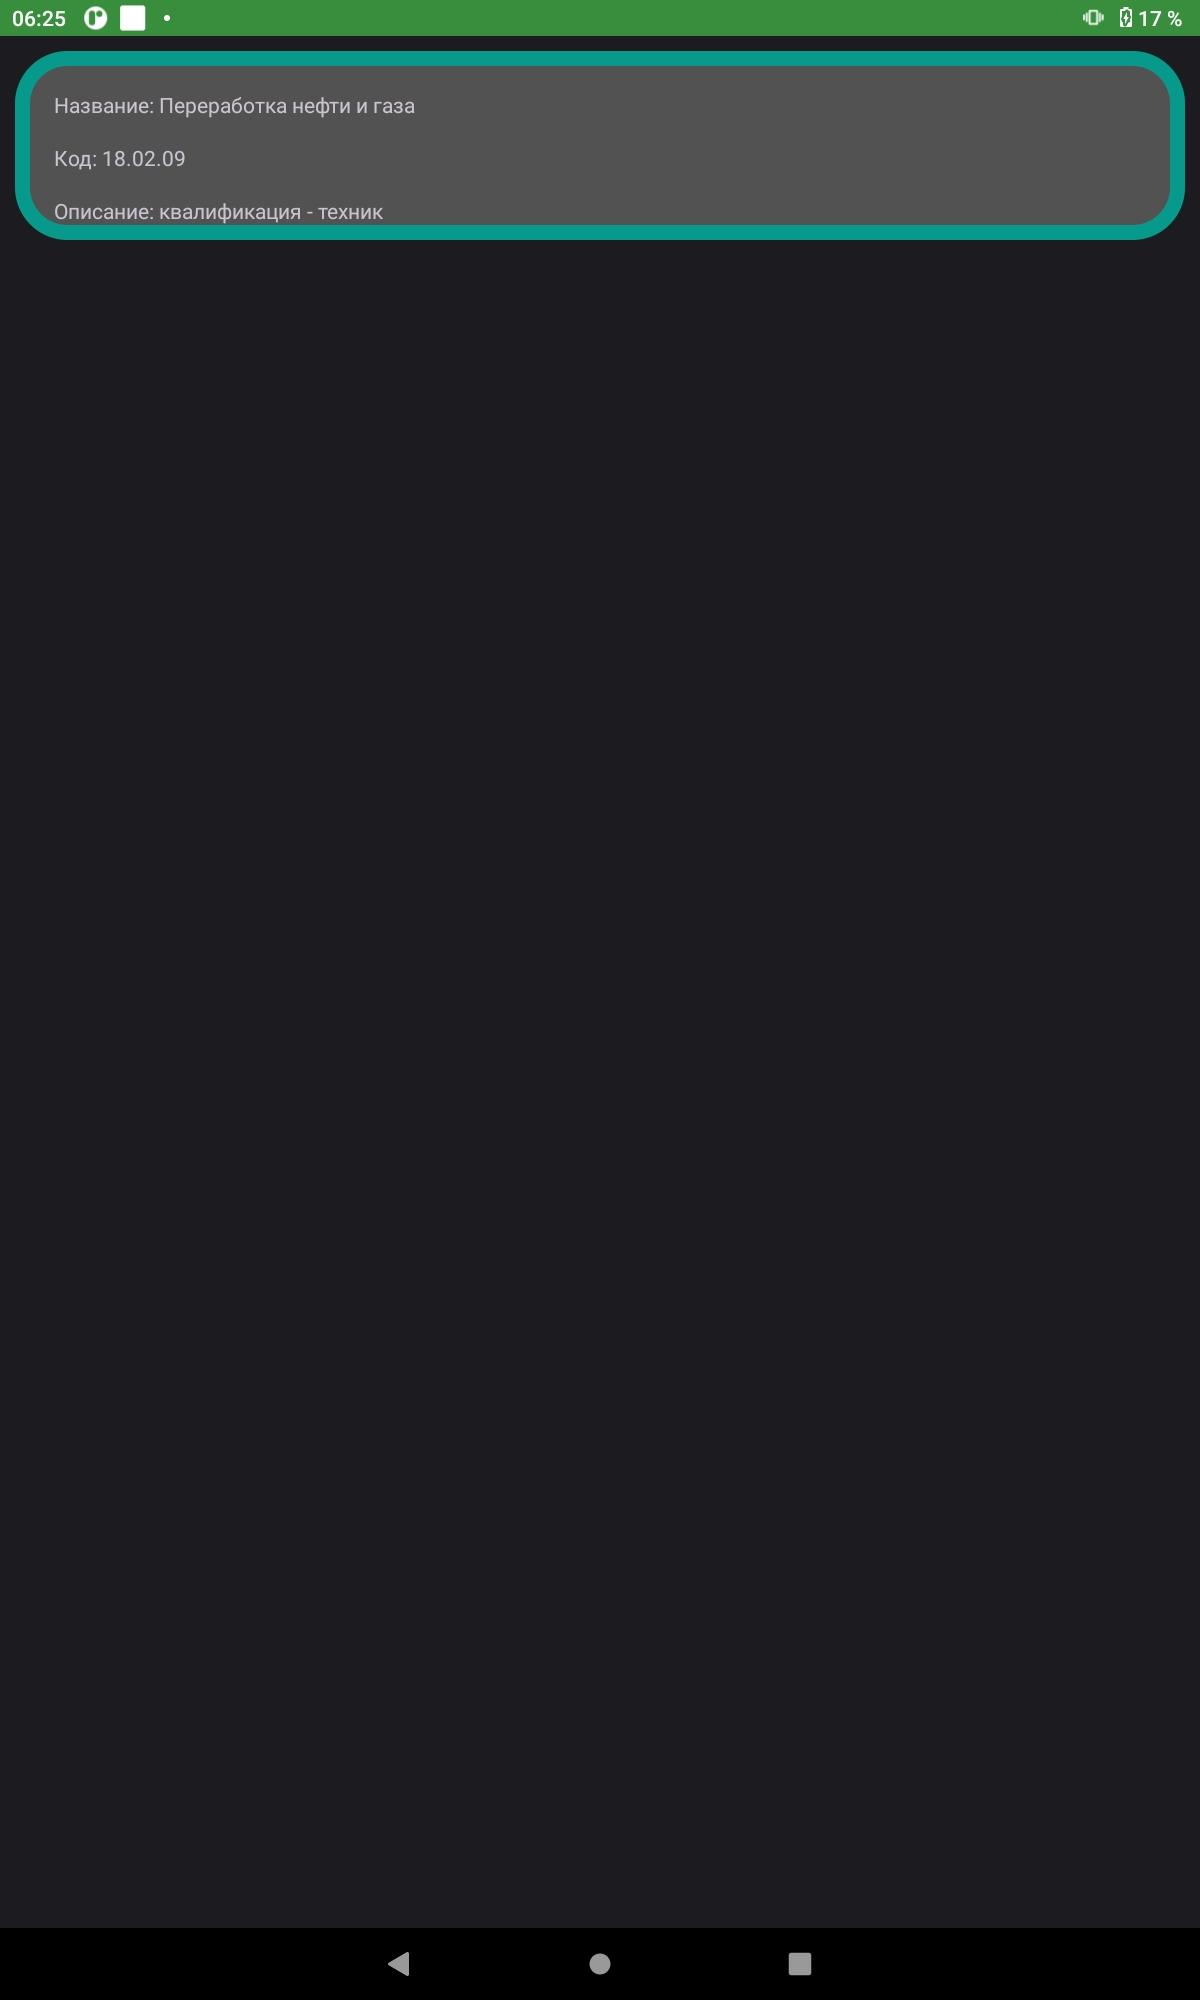 06:25
17 %
Название: Переработка нефти и газа
Код: 18.02.09
Описание: квалификация - техник